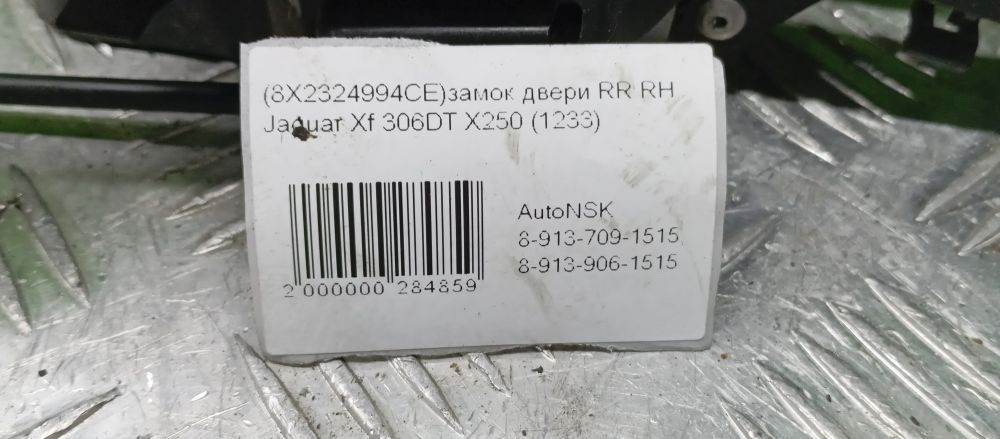 (8X2324994CE)замок двери RR RH
Jaguar Xf 306DT X250 (1233)
AutoNSK
8-913-709-1515,
8-913-906-1515
2 000000 284859